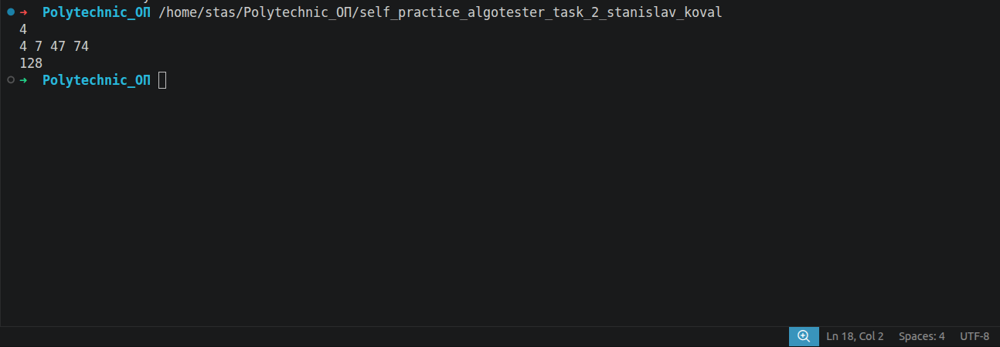 ➜ Polytechnic_ОП /home/stas/Polytechnic_ОП/self_practice_algotester_task_2_stanislav_koval
4
4 7 47 74
128
➜ Polytechnic_ОП
Ln 18, Col 2 Spaces: 4 UTF-8